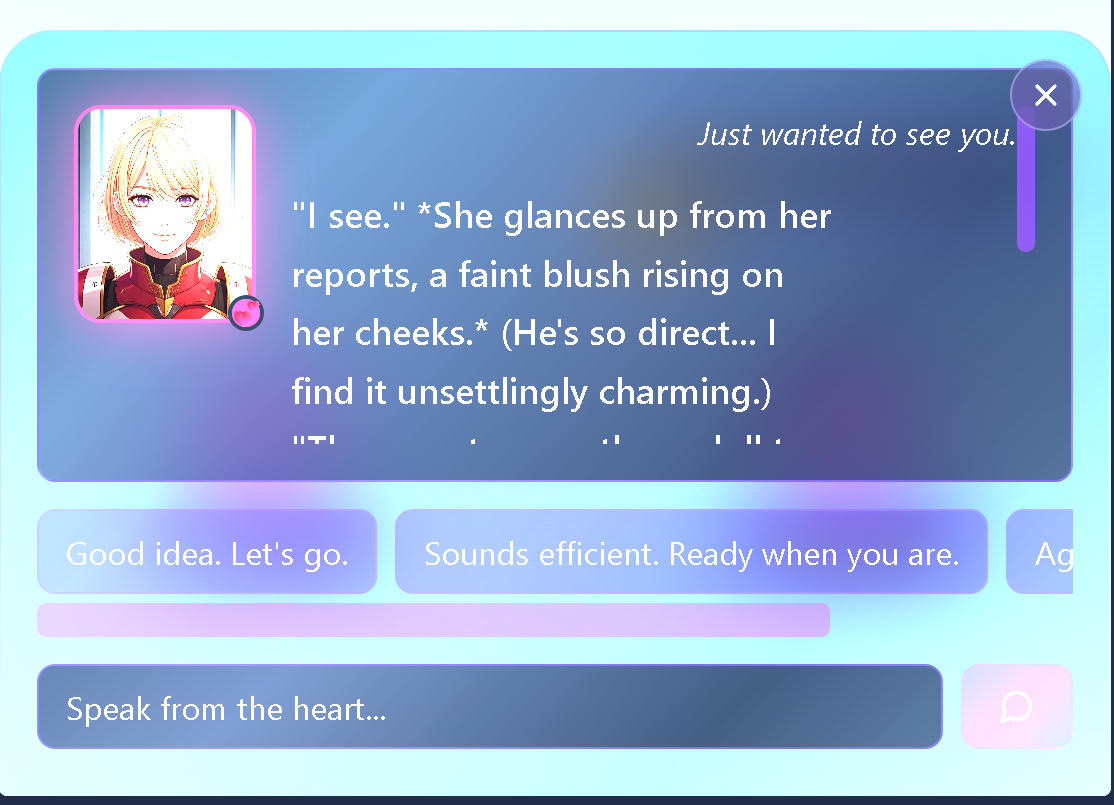 Just wanted to see you.
"I see." *She glances up from her
reports, a faint blush rising on
her cheeks.* (He's so direct... I
find it unsettlingly charming.)
Good idea. Let's go.
Sounds efficient. Ready when you are.
Speak from the heart...